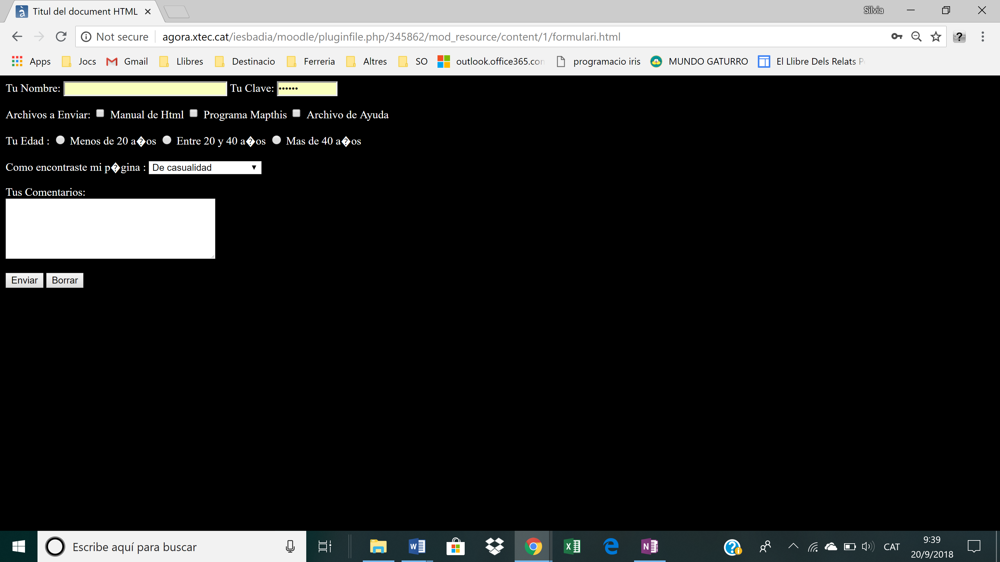 Titul del document HTML
Silvia
Not secure agora.xtec.cat/iesbadia/moodle/pluginfile.php/345862/mod_resource/content/1/formulari.html
Apps Jocs Gmail Llibres Destinacio Ferreria Altres SO outlook.office365.con programacio iris MUNDO GATURRO El Llibre Dels Relats P
Tu Nombre: Tu Clave: ••••••
Archivos a Enviar: Manual de Html Programa Mapthis Archivo de Ayuda
Tu Edad : Menos de 20 a�os Entre 20 y 40 a�os Mas de 40 a�os
Como encontraste mi p�gina : De casualidad
Tus Comentarios:
Enviar Borrar
Escribe aquí para buscar
CAT
9:39
20/9/2018